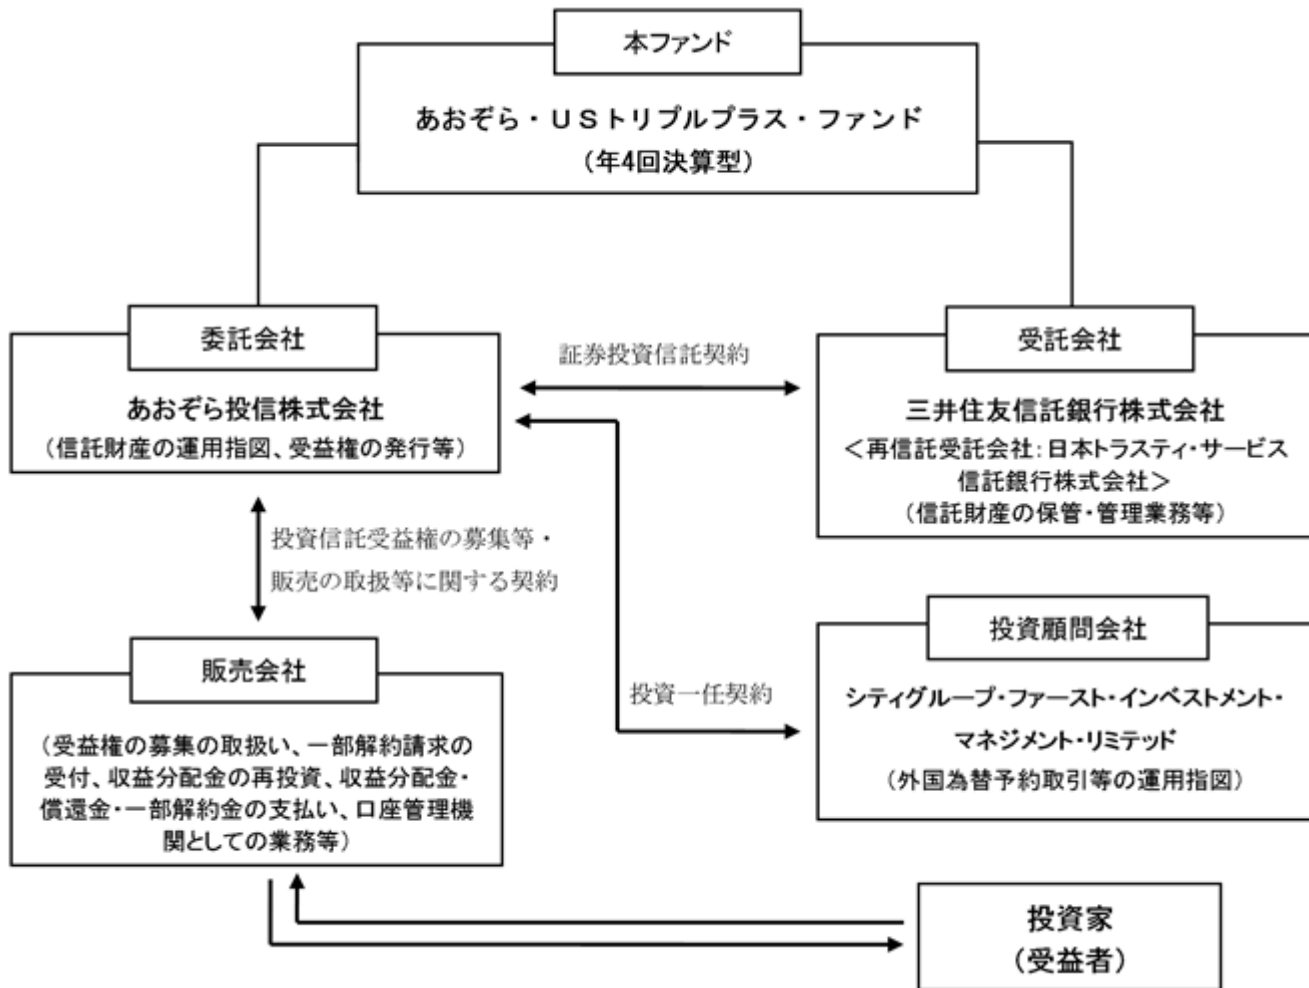 本ファンド
あおぞら・ＵＳトリプルプラス・ファンド
（年4回決算型）
委託会社
あおぞら投信株式会社
（信託財産の運用指図、受益権の発行等）
証券投資信託契約
受託会社
三井住友信託銀行株式会社
＜再信託受託会社：日本トラスティ・サービス
信託銀行株式会社＞
（信託財産の保管・管理業務等）
投資信託受益権の募集等・
販売の取扱等に関する契約
投資一任契約
投資顧問会社
シティグループ・ファースト・インベストメント・
マネジメント・リミテッド
（外国為替予約取引等の運用指図）
販売会社
（受益権の募集の取扱い、一部解約請求の
受付、収益分配金の再投資、収益分配金・
償還金・一部解約金の支払い、口座管理機
関としての業務等）
投資家
（受益者）